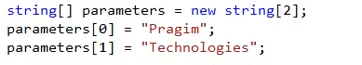 string[] parameters = new string[2];
parameters[0] = "Pragim";
parameters[1] = "Technologies";